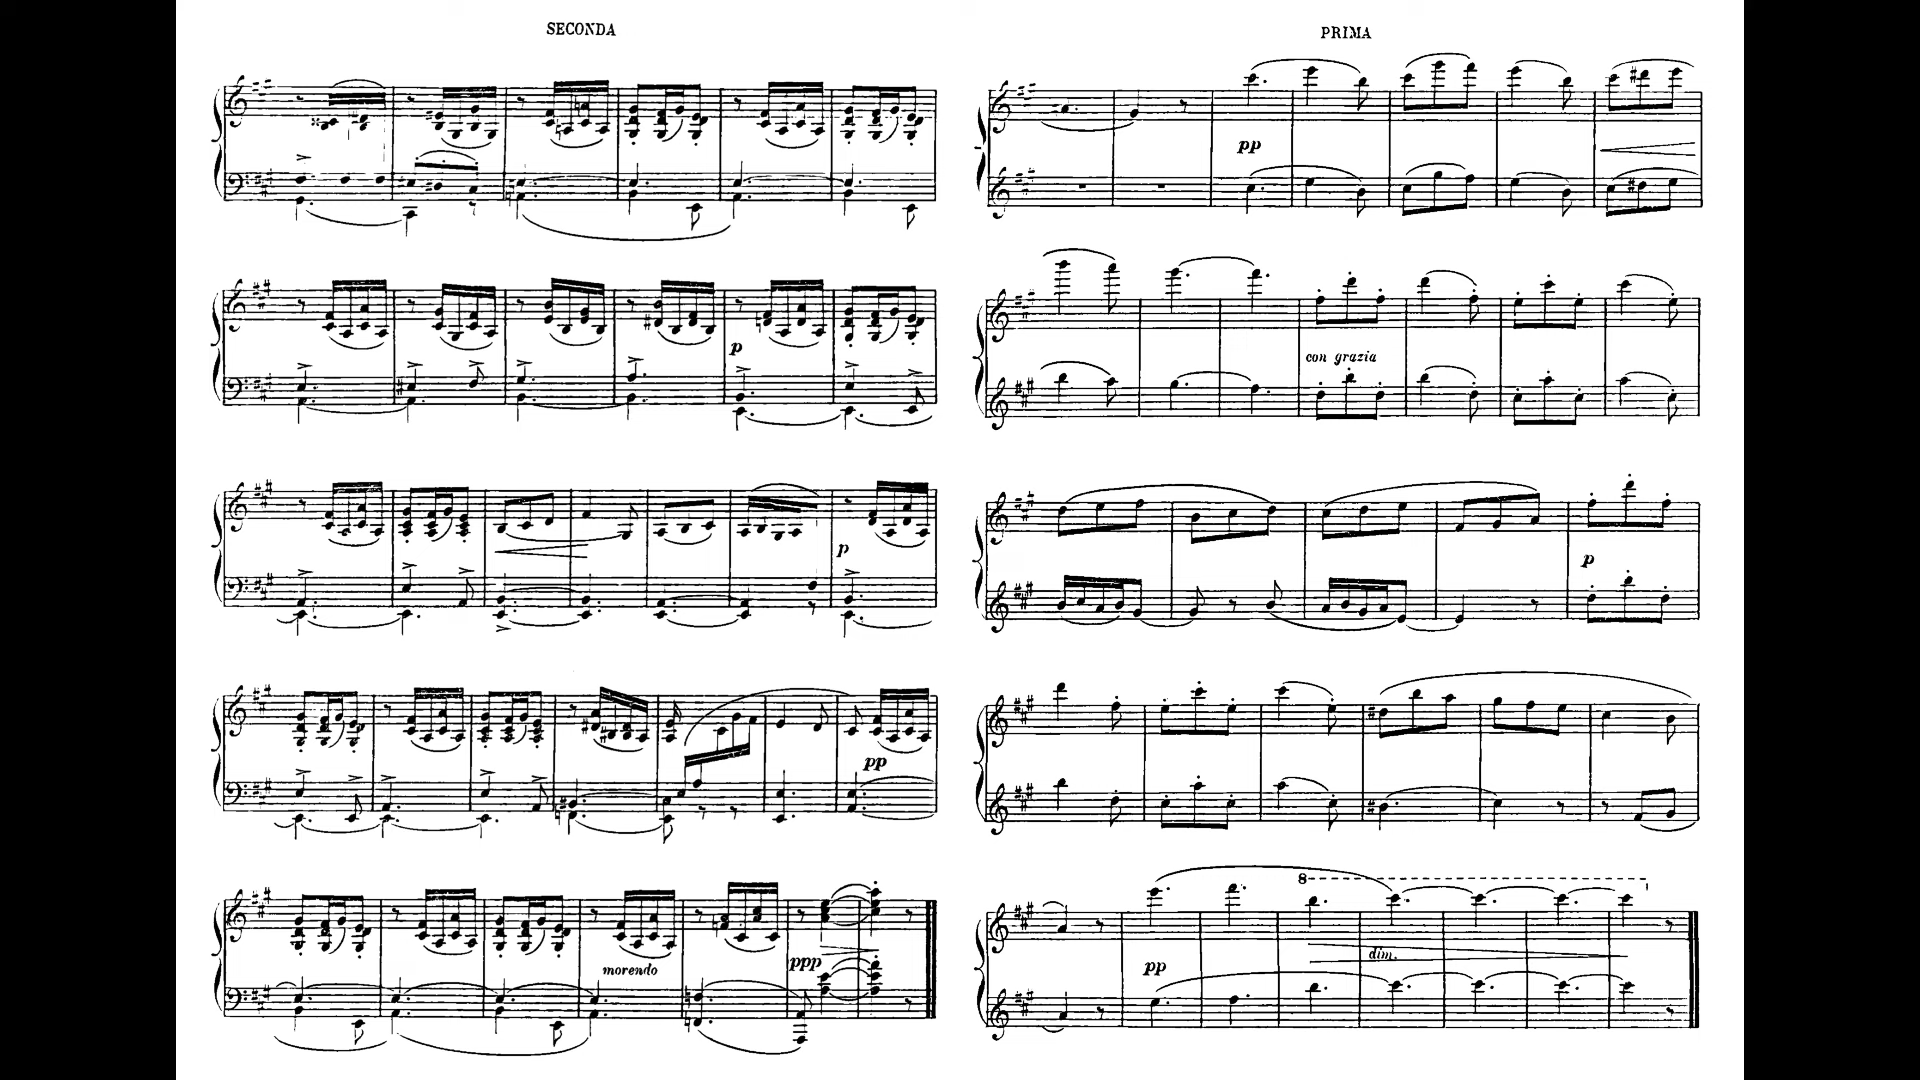 SECONDA
p
p
pp
morendo
ppp
PRIMA
pp
con grazia
p
8
pp
dim.